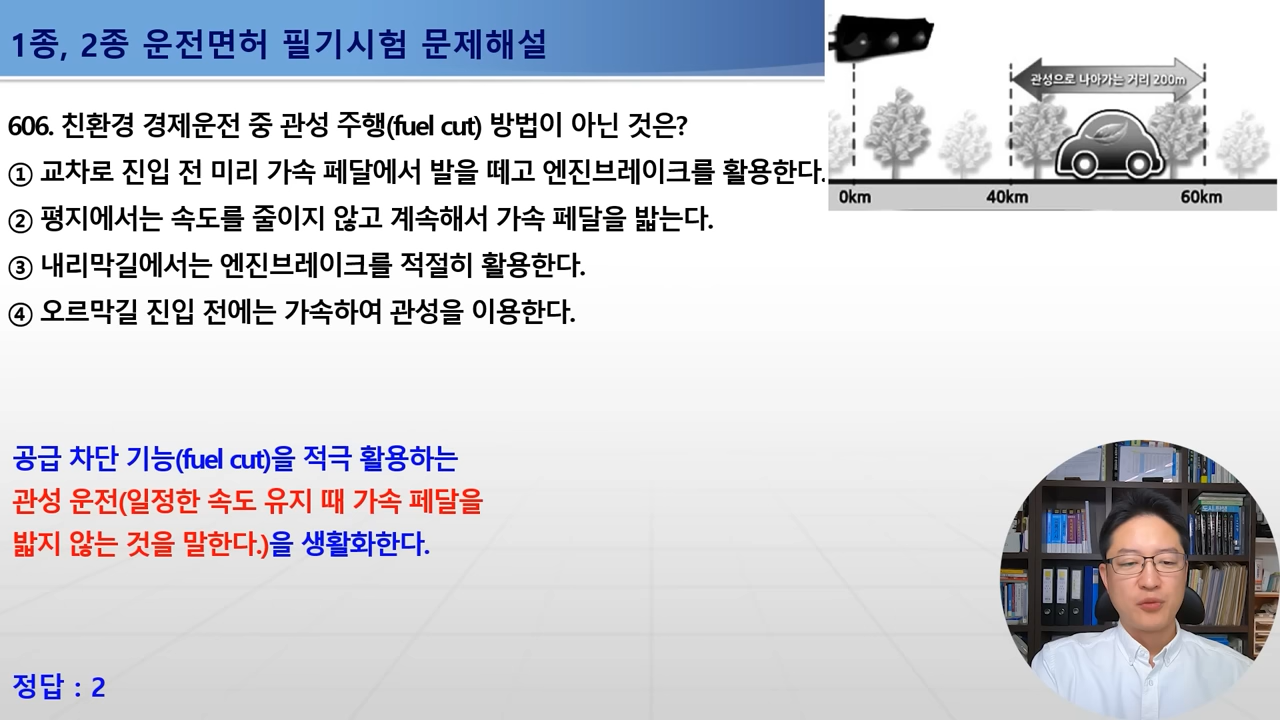 1종, 2종 운전면허 필기시험 문제해설
관성으로 나아가는 거리 200m
0km 40km 60km
606. 친환경 경제운전 중 관성 주행(fuel cut) 방법이 아닌 것은?
① 교차로 진입 전 미리 가속 페달에서 발을 떼고 엔진브레이크를 활용한다.
② 평지에서는 속도를 줄이지 않고 계속해서 가속 페달을 밟는다.
③ 내리막길에서는 엔진브레이크를 적절히 활용한다.
④ 오르막길 진입 전에는 가속하여 관성을 이용한다.
공급 차단 기능(fuel cut)을 적극 활용하는
관성 운전(일정한 속도 유지 때 가속 페달을
밟지 않는 것을 말한다.)을 생활화한다.
정답 : 2